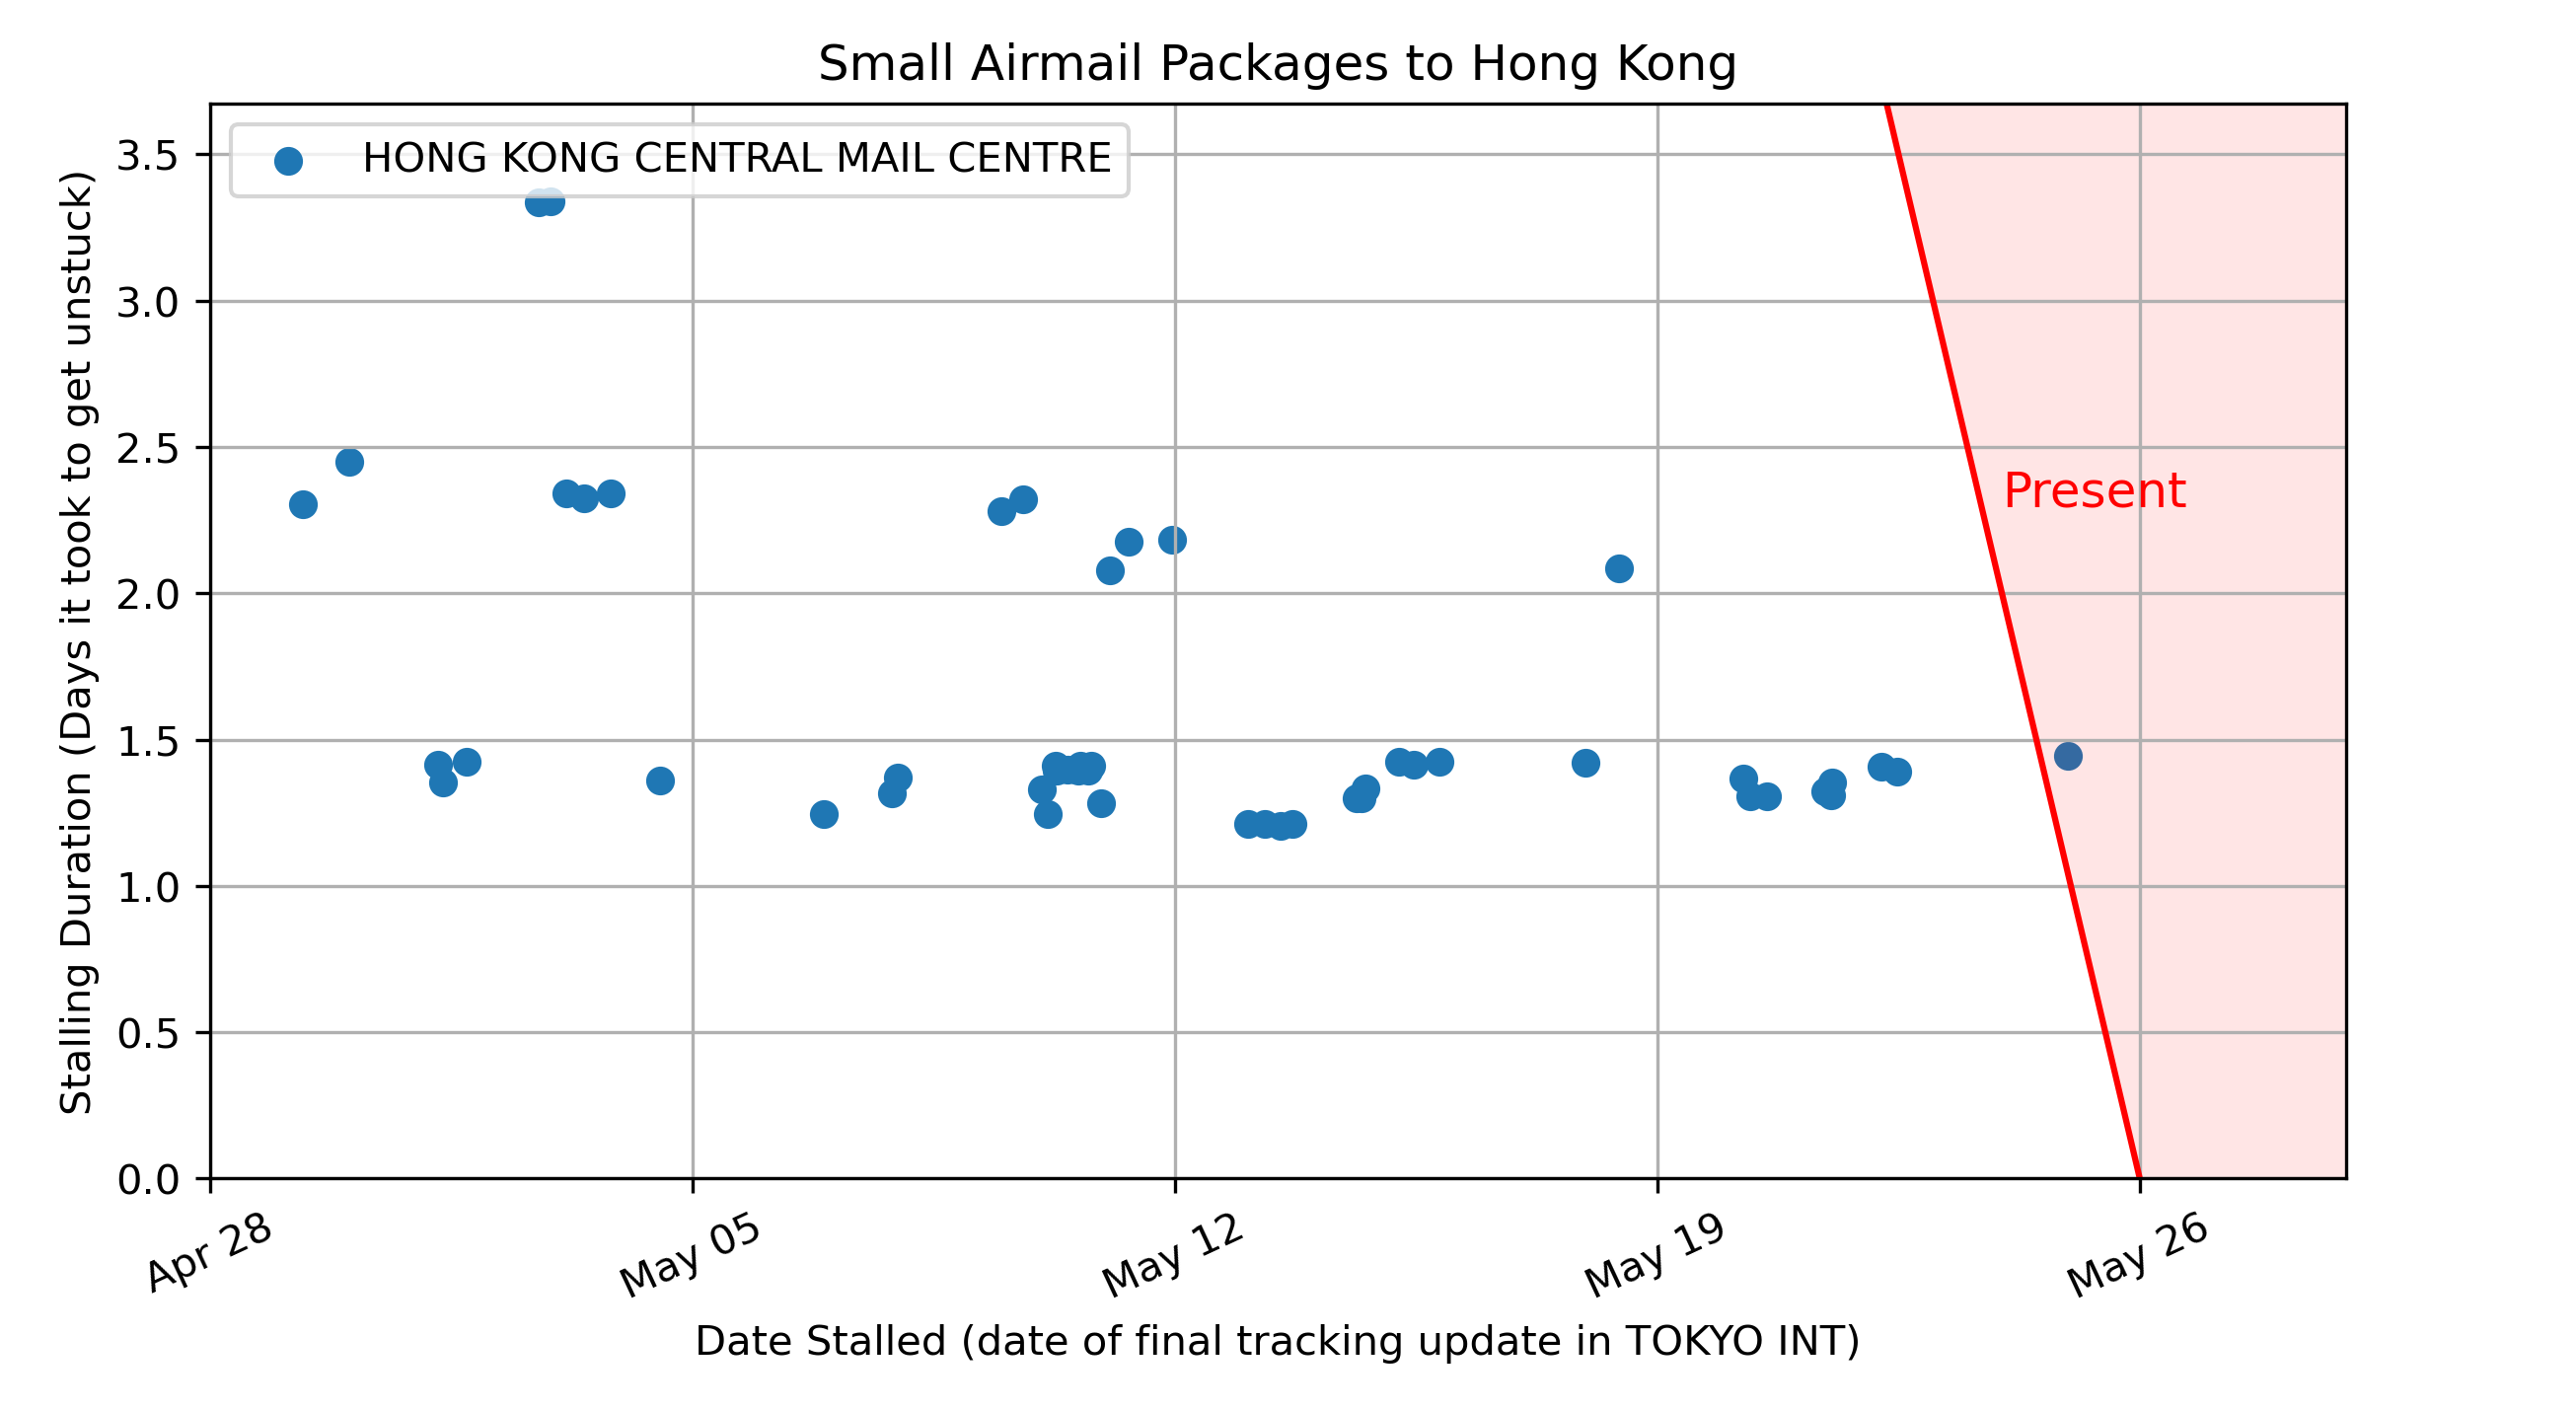 Small Airmail Packages to Hong Kong
HONG KONG CENTRAL MAIL CENTRE
Stalling Duration (Days it took to get unstuck)
3.5
3.0
2.5
2.0
1.5
1.0
0.5
0.0
Present
Apr 28
May 05
May 12
May 19
May 26
Date Stalled (date of final tracking update in TOKYO INT)